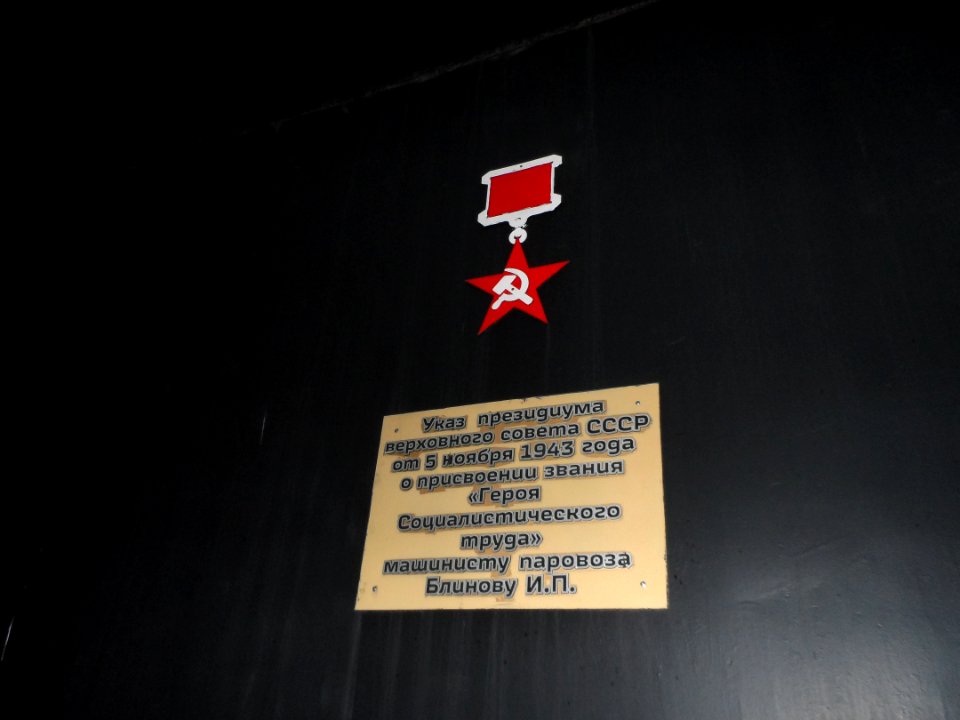 Указ президиума
верховного совета СССР
от 5 ноября 1943 года
о присвоении звания
«Героя
Социалистического
труда»
машинисту паровоза
Блинову И.П.